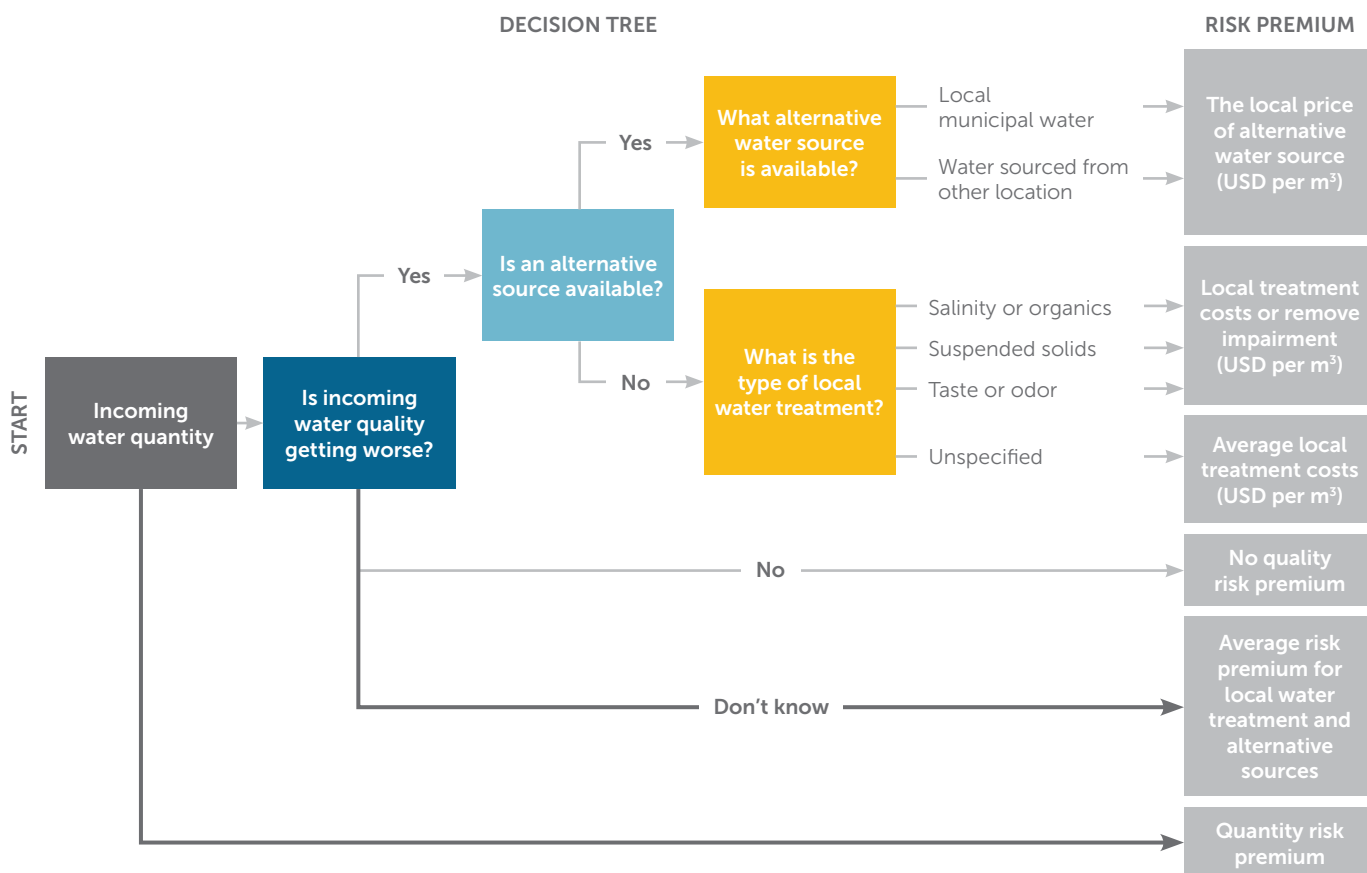 DECISION TREE
RISK PREMIUM
START
Incoming
water quantity
Is incoming
water quality
getting worse?
Yes
Is an alternative
source available?
Yes
What alternative
water source
is available?
Local
municipal water
Water sourced from
other location
The local price
of alternative
water source
(USD per m³)
No
What is the
type of local
water treatment?
Salinity or organics
Suspended solids
Taste or odor
Local treatment
costs or remove
impairment
(USD per m³)
Unspecified
Average local
treatment costs
(USD per m³)
No
No quality
risk premium
Don't know
Average risk
premium for
local water
treatment and
alternative
sources
Quantity risk
premium